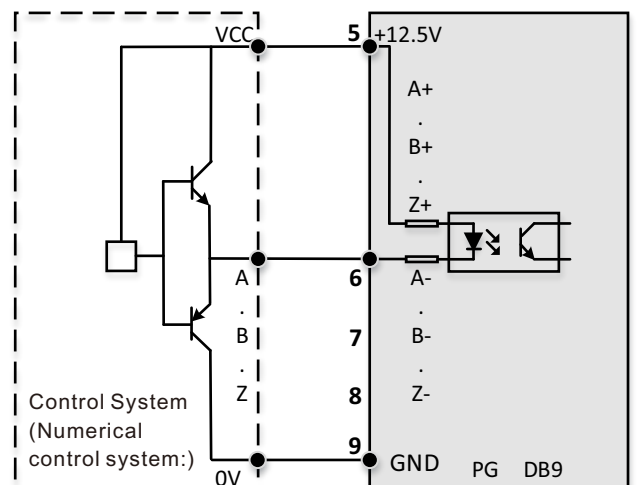 VCC 5 +12.5V
A+
.
B+
.
Z+
A 6 A-
. .
B 7 B-
. .
Z 8 Z-
Control System
(Numerical
control system:)
0V 9 GND PG DB9